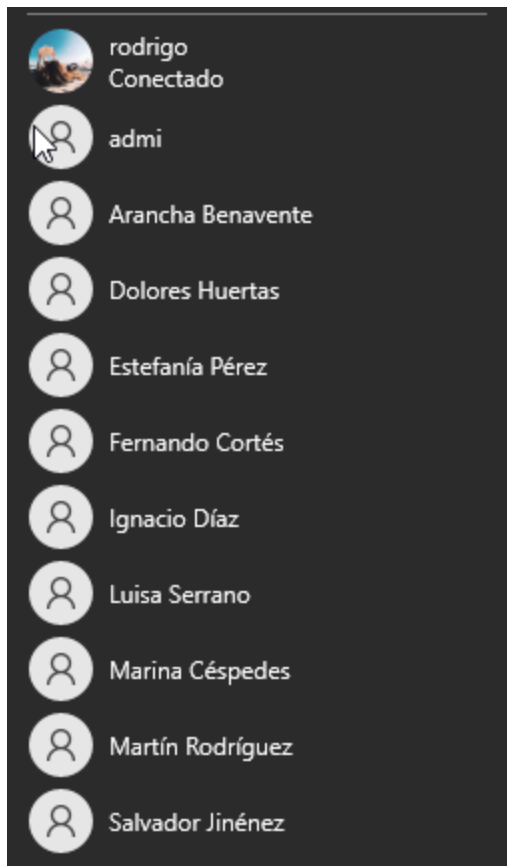 rodrigo
Conectado
admi
Arancha Benavente
Dolores Huertas
Estefanía Pérez
Fernando Cortés
Ignacio Díaz
Luisa Serrano
Marina Céspedes
Martín Rodríguez
Salvador Jinénez